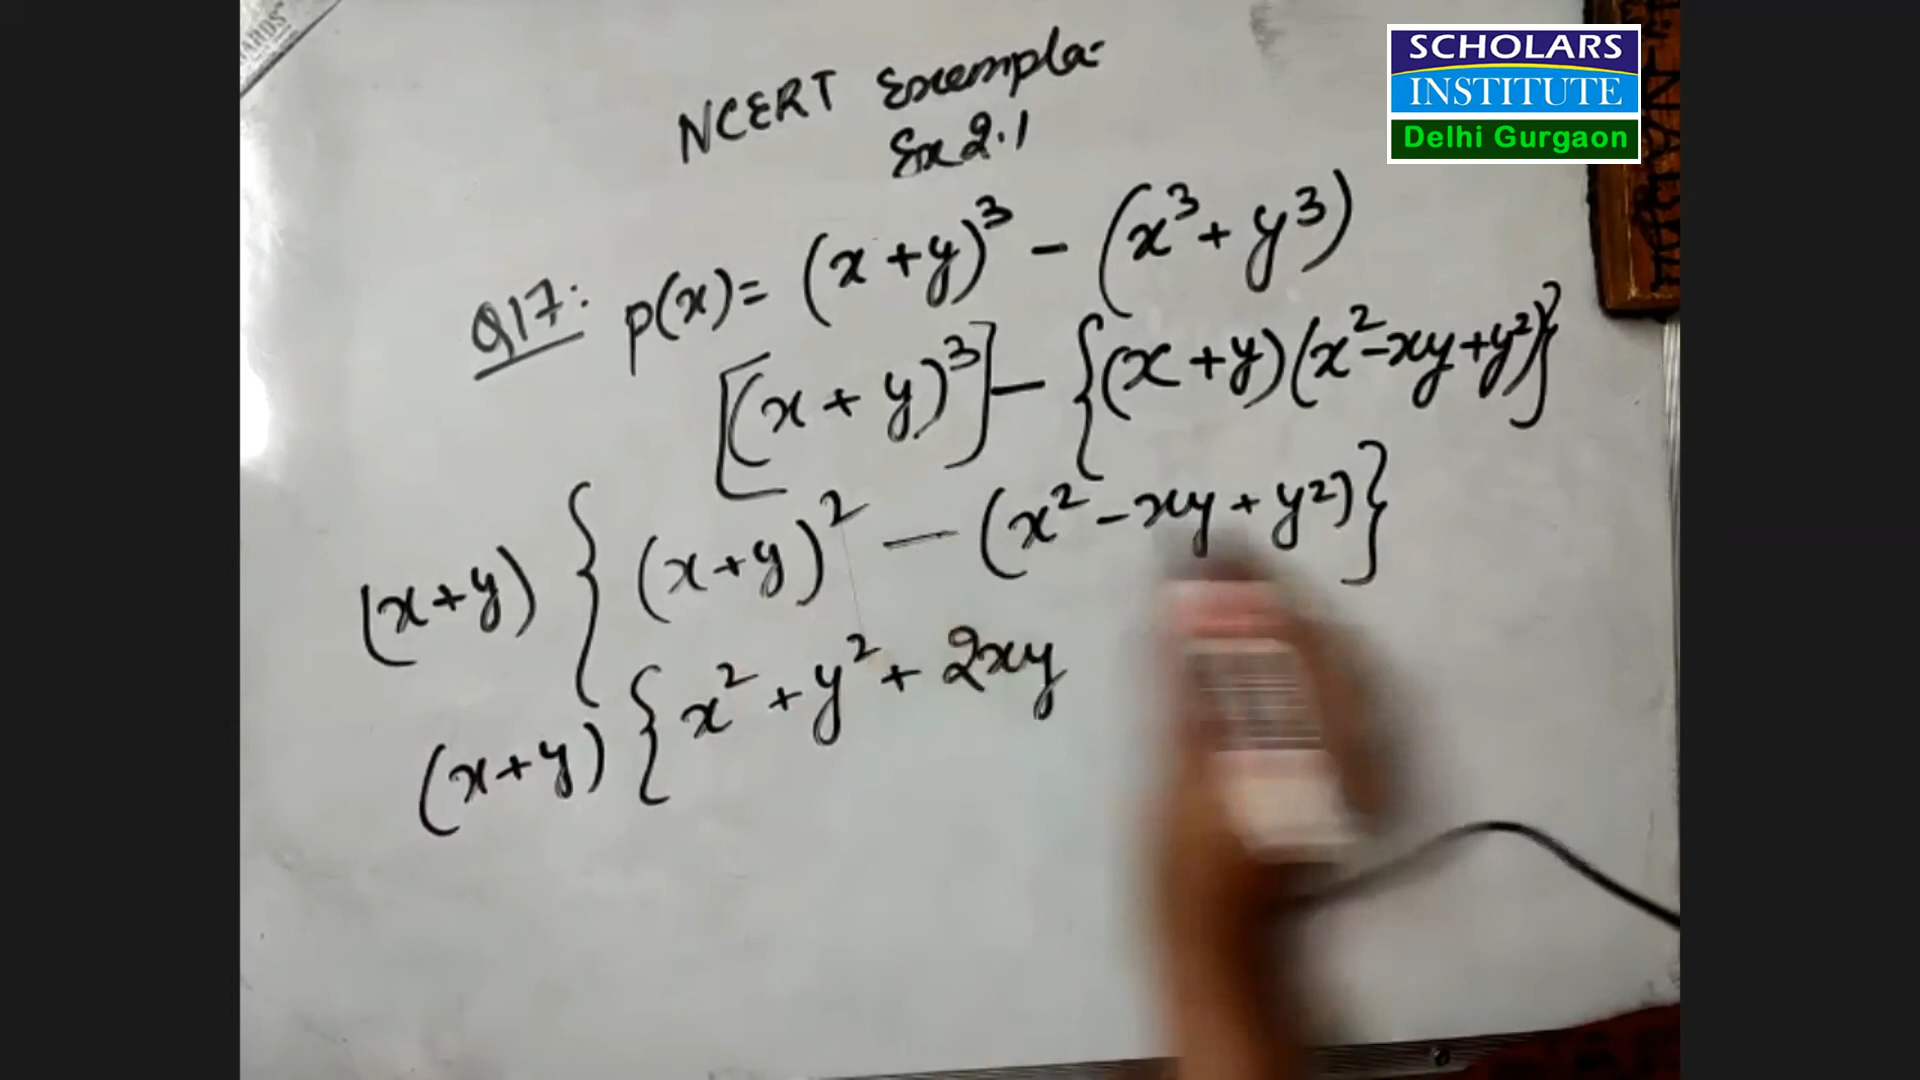 NCERT Exempla
Ex 2.1
SCHOLARS
INSTITUTE
Delhi Gurgaon
Q17: p(x) = (x+y)³ - (x³+y³)
[(x+y)³] - {(x+y)(x²-xy+y²)}
(x+y) { (x+y)² - (x²-xy+y²)}
(x+y) { x²+y²+2xy